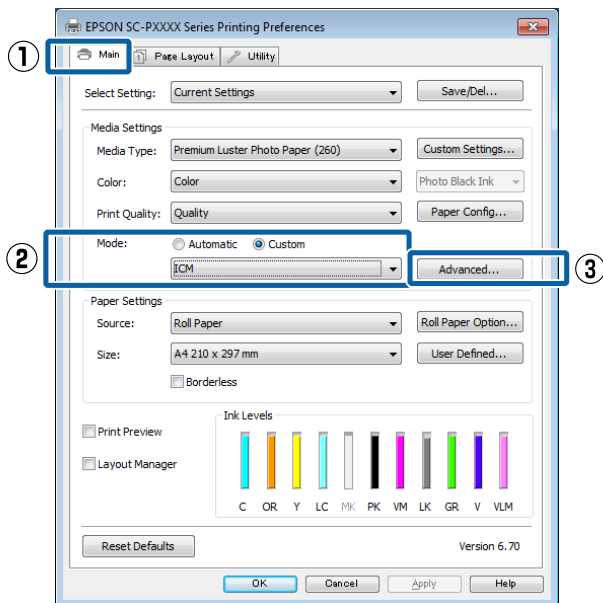 EPSON SC-PXXXX Series Printing Preferences
① Main Page Layout Utility
Select Setting: Current Settings Save/Del...
Media Settings
Media Type: Premium Luster Photo Paper (260) Custom Settings...
Color: Color Photo Black Ink
Print Quality: Quality Paper Config...
② Mode: Automatic Custom
ICM Advanced... ③
Paper Settings
Source: Roll Paper Roll Paper Option...
Size: A4 210 x 297 mm User Defined...
Borderless
Ink Levels
Print Preview
Layout Manager
C OR Y LC MK PK VM LK GR V VLM
Reset Defaults Version 6.70
OK Cancel Apply Help